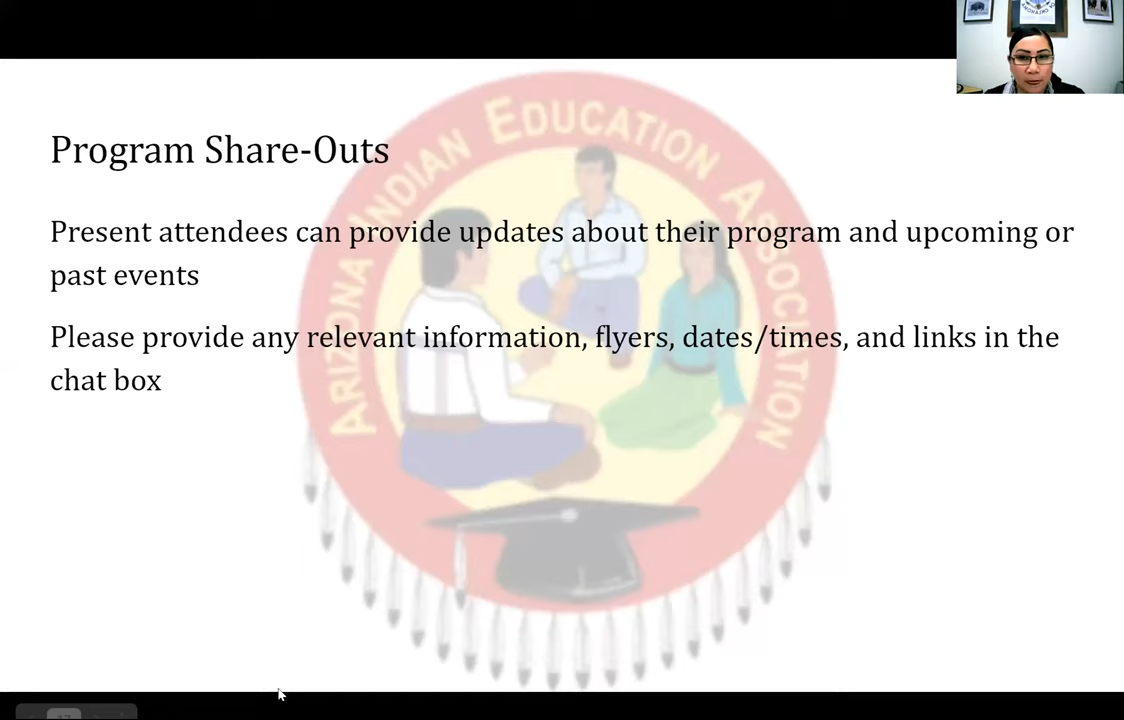 Program Share-Outs
Present attendees can provide updates about their program and upcoming or
past events
Please provide any relevant information, flyers, dates/times, and links in the
chat box
ARIZONA INDIAN EDUCATION ASSOCIATION
OKLAHOMA